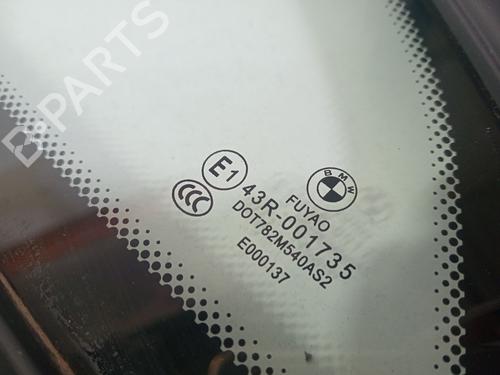 B-PARTS
BMW
FUYAO
E1 43R-001735
CCC
DOT782M540AS2
E000137